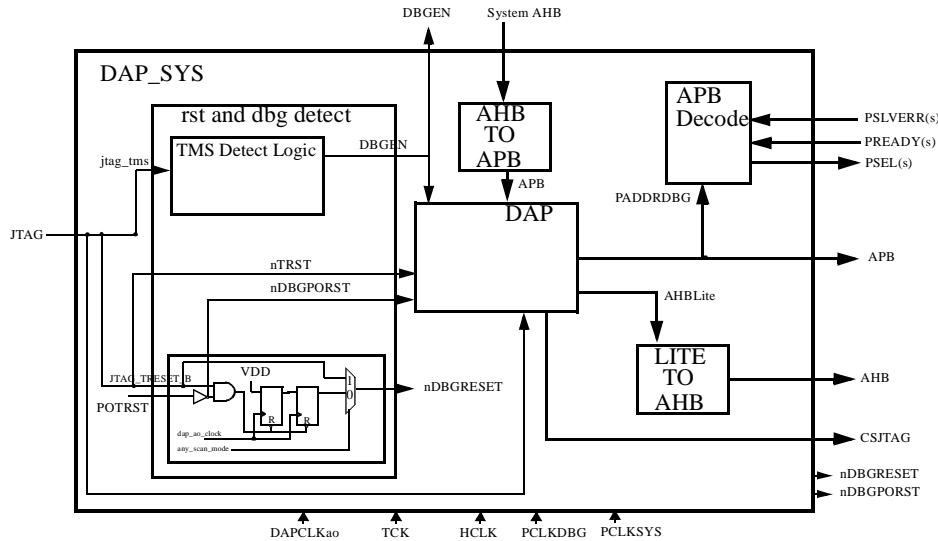 DBGEN
System AHB
DAP_SYS
rst and dbg detect
TMS Detect Logic
jtag_tms
DBGEN
AHB
TO
APB
APB
APB
Decode
PSLVERR(s)
PREADY(s)
PSEL(s)
PADDRDBG
DAP
JTAG
nTRST
nDBGPORST
APB
AHBLite
JTAG_TRESET_B
VDD
POTRST
1
0
R
R
dap_ao_clock
any_scan_mode
nDBGRESET
LITE
TO
AHB
AHB
CSJTAG
nDBGRESET
nDBGPORST
DAPCLKao
TCK
HCLK
PCLKDBG
PCLKSYS